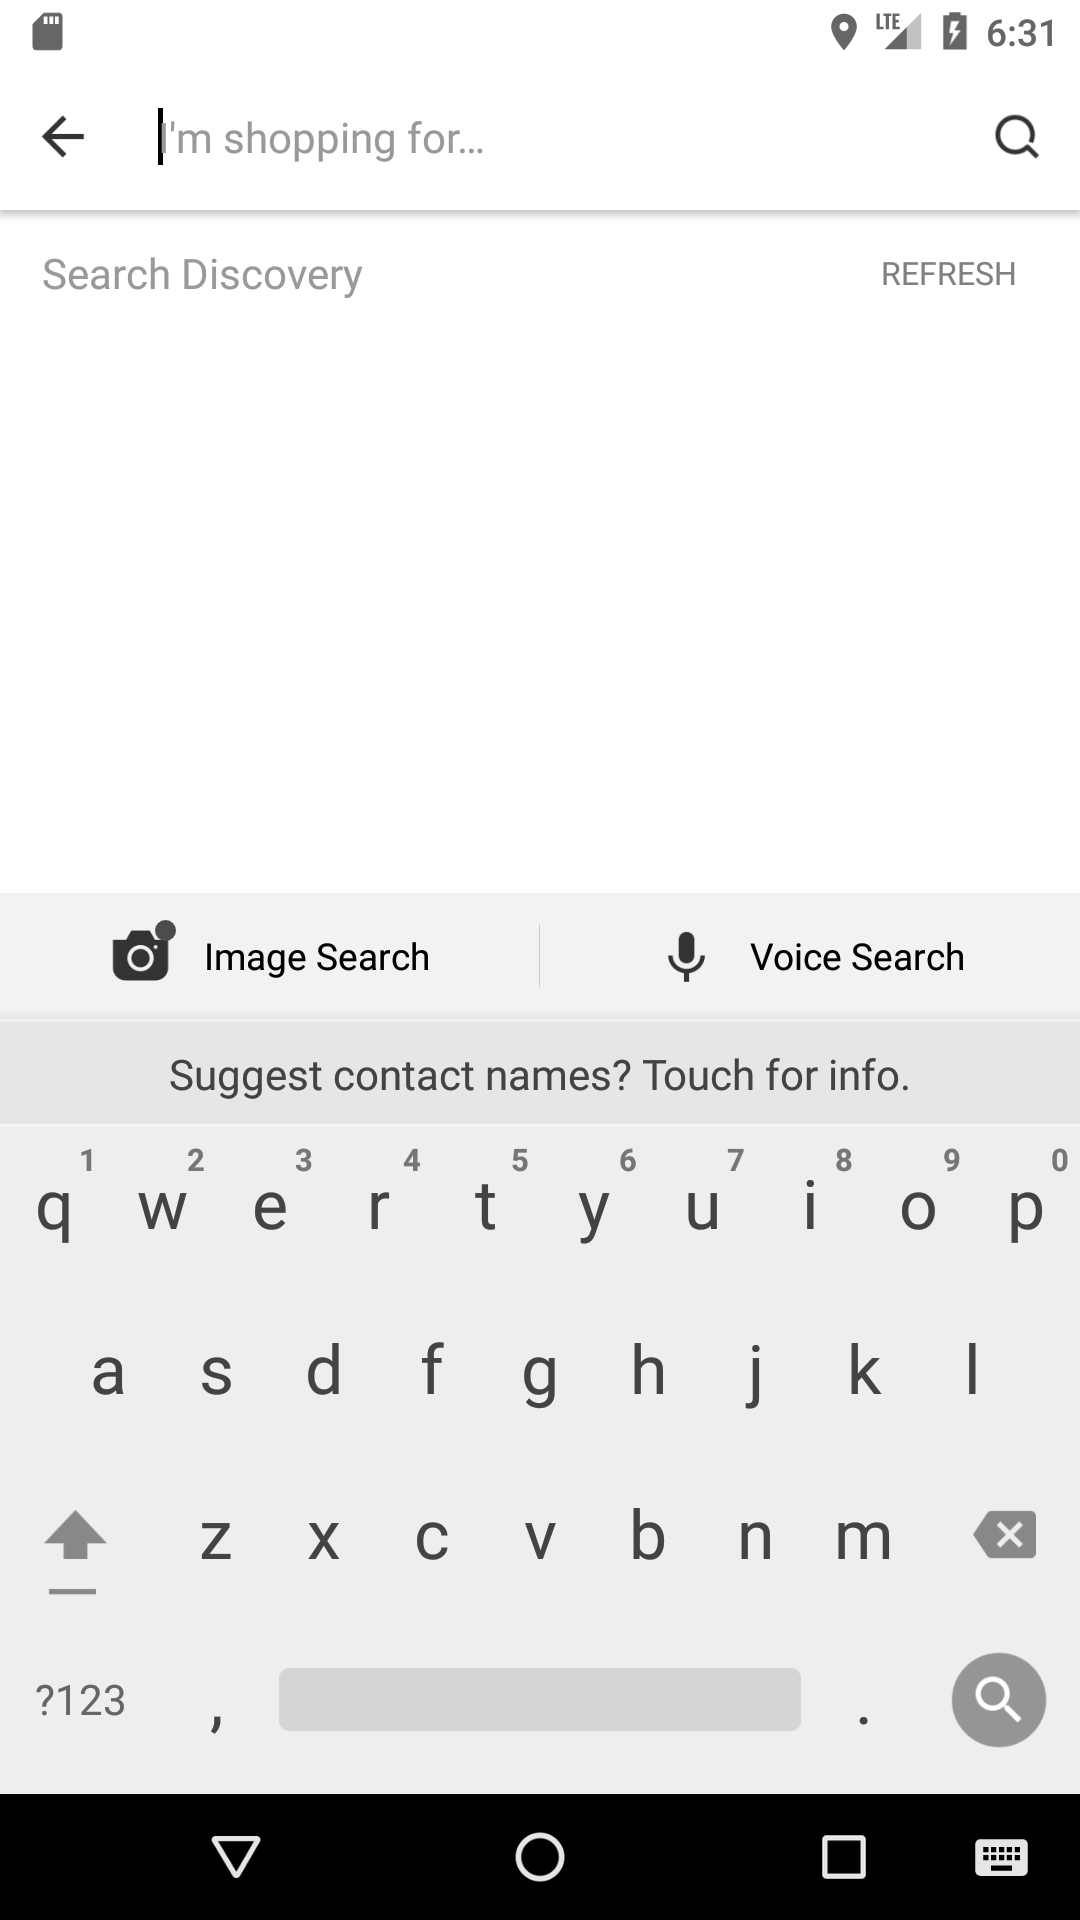 LTE 6:31
I'm shopping for...
Search Discovery REFRESH
Image Search Voice Search
Suggest contact names? Touch for info.
1 2 3 4 5 6 7 8 9 0
q w e r t y u i o p
a s d f g h j k l
z x c v b n m
?123 , .